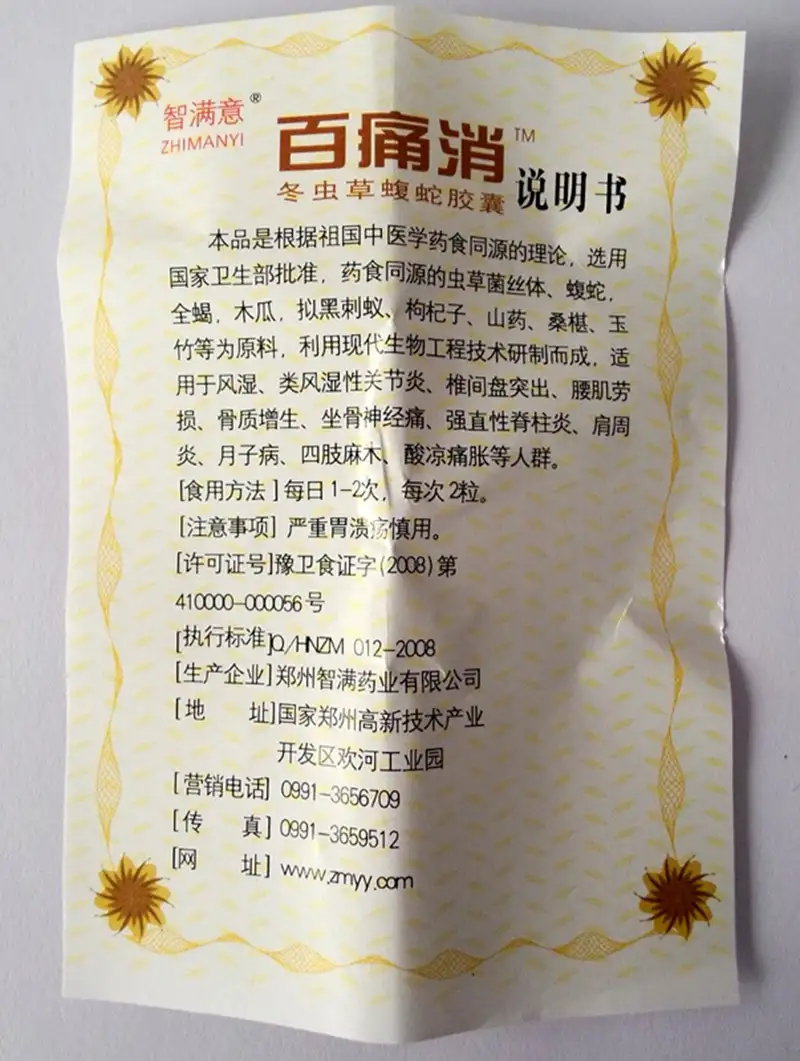 智满意®
ZHIMANYI
百痛消™
冬虫草蝮蛇胶囊 说明书
本品是根据祖国中医学药食同源的理论，选用
国家卫生部批准，药食同源的虫草菌丝体、蝮蛇，
全蝎，木瓜，拟黑刺蚁、枸杞子、山药、桑椹、玉
竹等为原料，利用现代生物工程技术研制而成，适
用于风湿、类风湿性关节炎、椎间盘突出、腰肌劳
损、骨质增生、坐骨神经痛、强直性脊柱炎、肩周
炎、月子病、四肢麻木、酸凉痛胀等人群。
[食用方法]每日1-2次，每次2粒。
[注意事项] 严重胃溃疡慎用。
[许可证号]豫卫食证字(2008)第
410000-000056号
[执行标准]Q/HNZM 012-2008
[生产企业]郑州智满药业有限公司
[地 址]国家郑州高新技术产业
开发区欢河工业园
[营销电话] 0991-3656709
[传 真] 0991-3659512
[网 址] www.zmyy.com